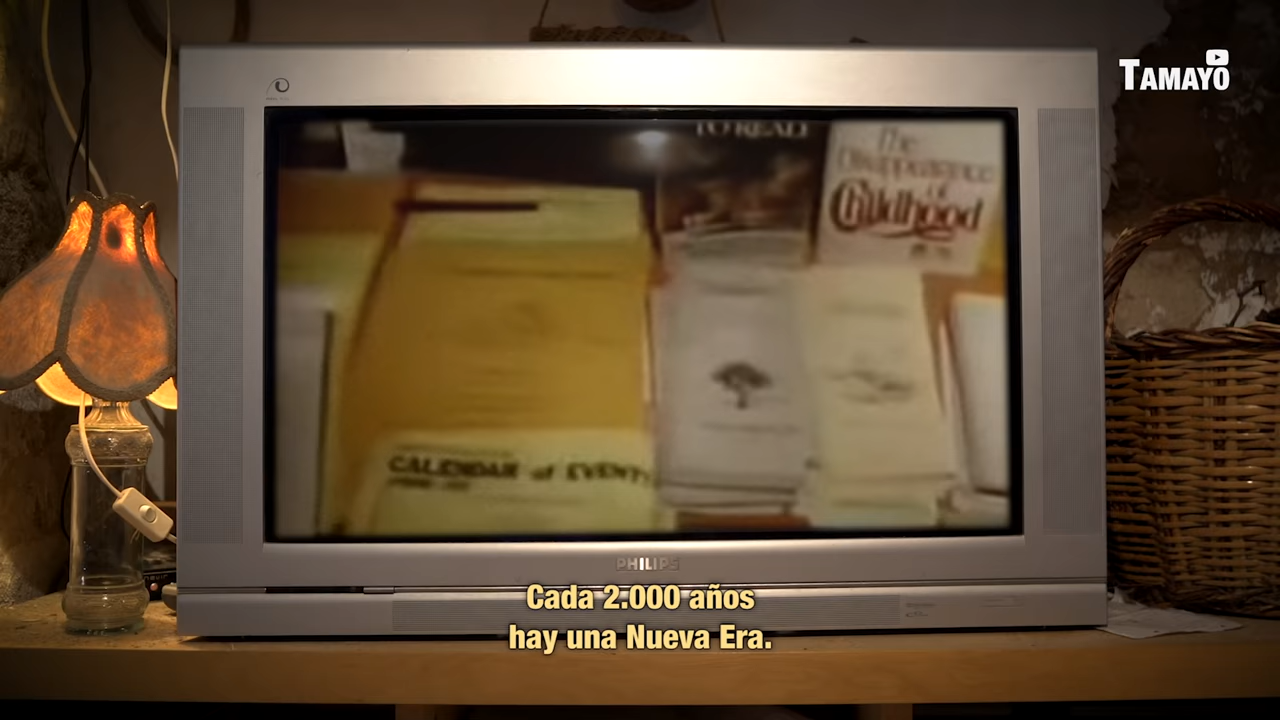 TAMAYO
TO READ
The
Disappearance
of
Childhood
CALENDAR of EVENTS
PHILIPS
Cada 2.000 años
hay una Nueva Era.